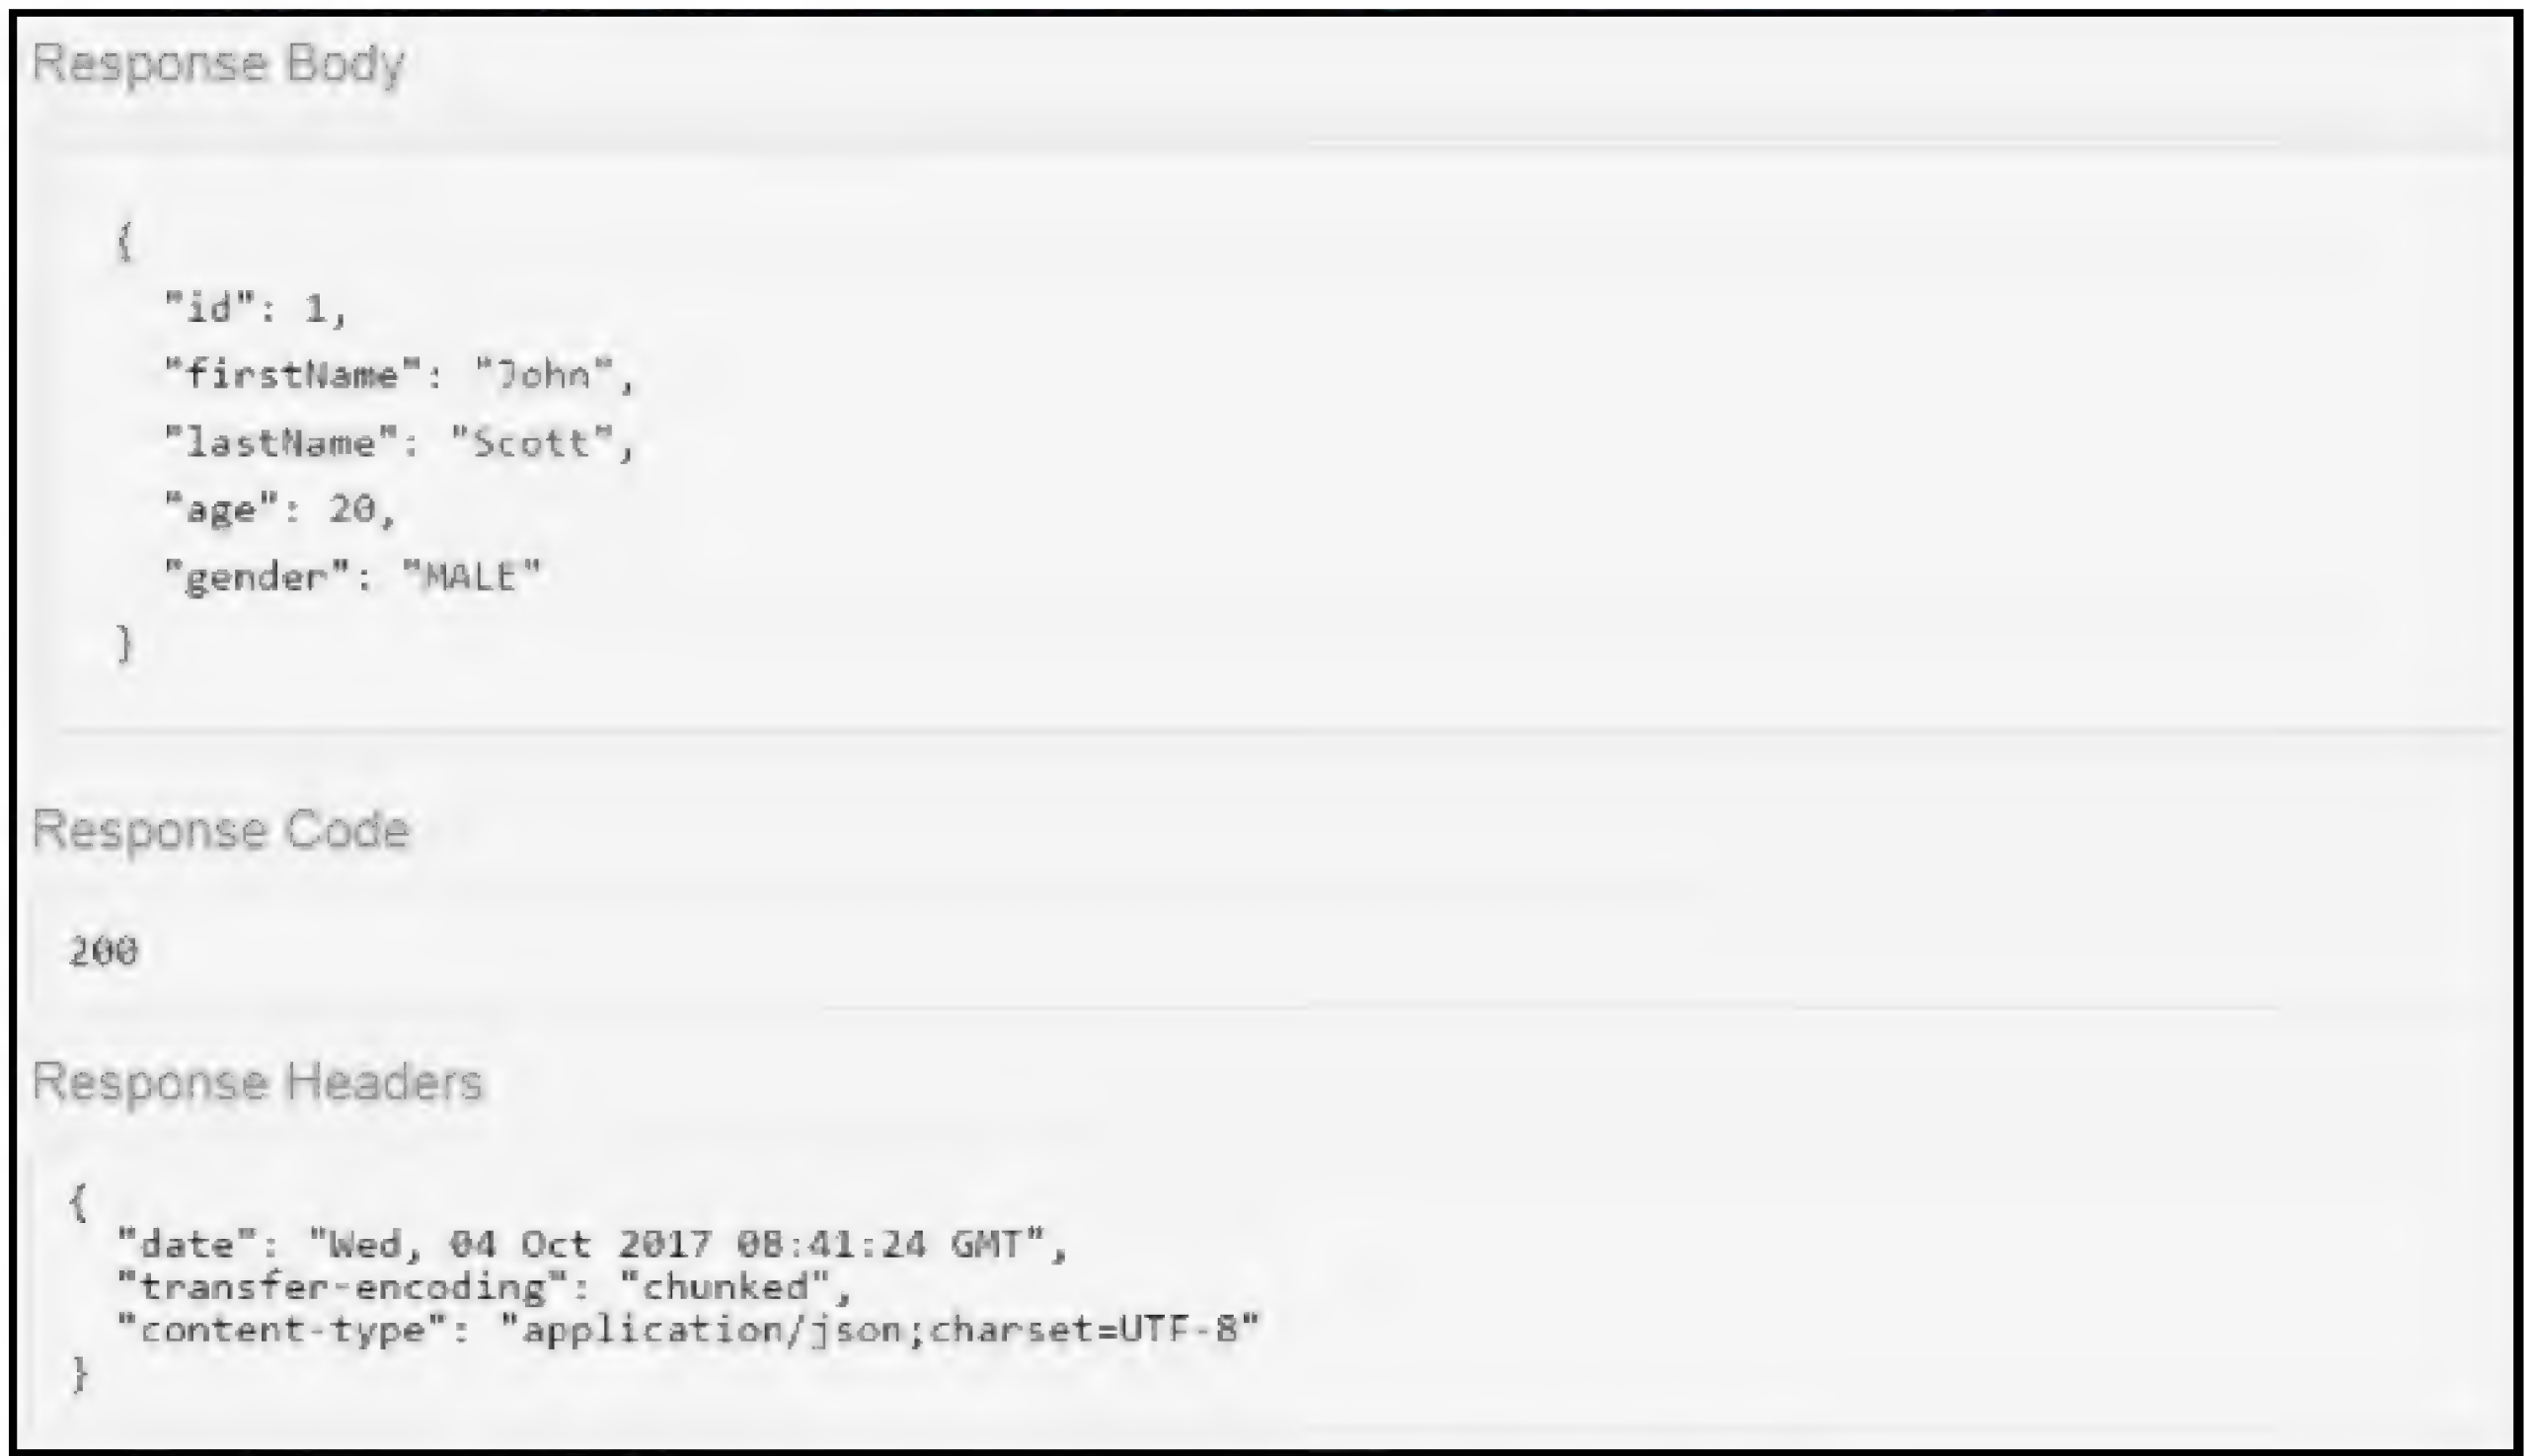 Response Body
{
"id": 1,
"firstName": "John",
"lastName": "Scott",
"age": 20,
"gender": "MALE"
}
Response Code
200
Response Headers
{
"date": "Wed, 04 Oct 2017 08:41:24 GMT",
"transfer-encoding": "chunked",
"content-type": "application/json;charset=UTF-8"
}